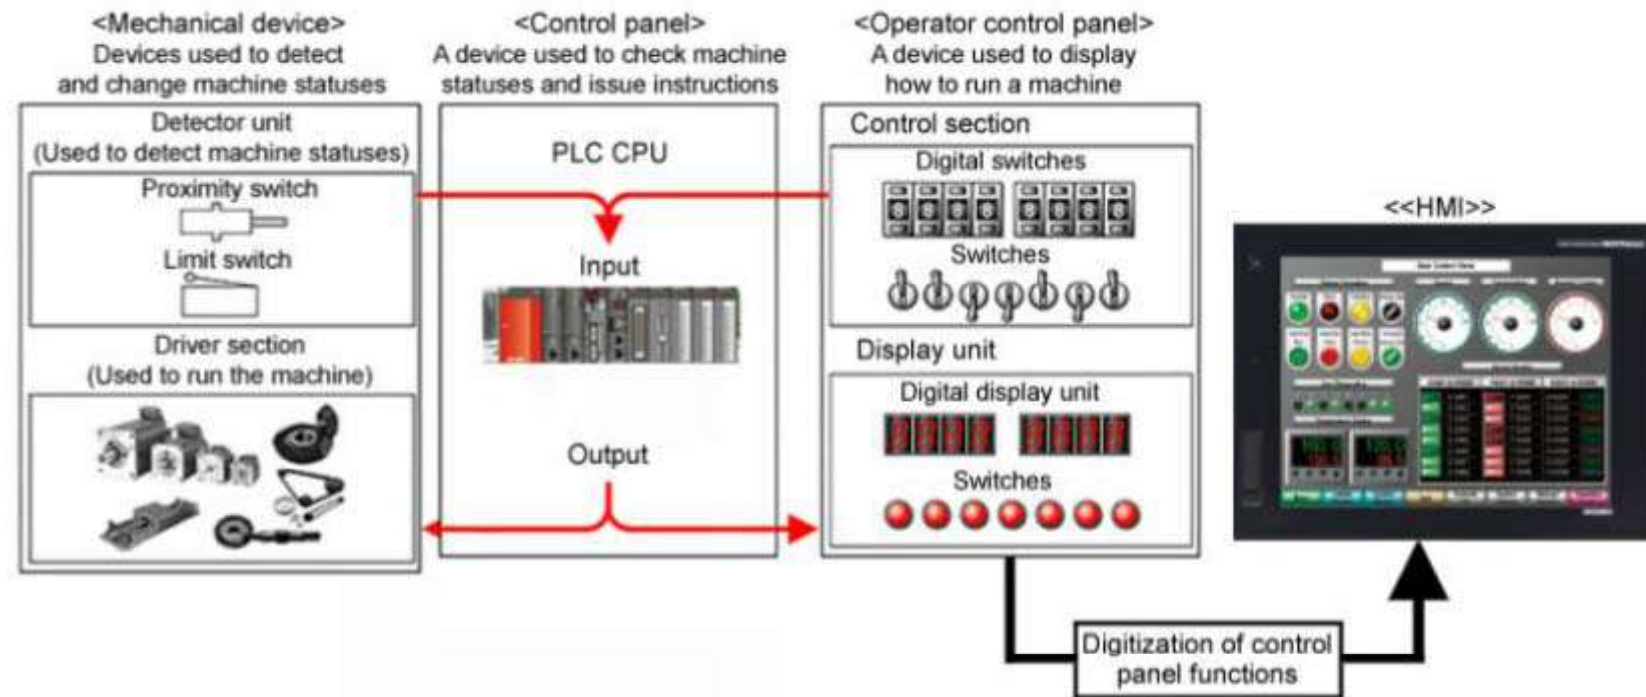 <Mechanical device>
Devices used to detect
and change machine statuses
Detector unit
(Used to detect machine statuses)
Proximity switch
Limit switch
Driver section
(Used to run the machine)
<Control panel>
A device used to check machine
statuses and issue instructions
PLC CPU
Input
Output
<Operator control panel>
A device used to display
how to run a machine
Control section
Digital switches
Switches
Display unit
Digital display unit
Switches
<<HMI>>
Digitization of control
panel functions